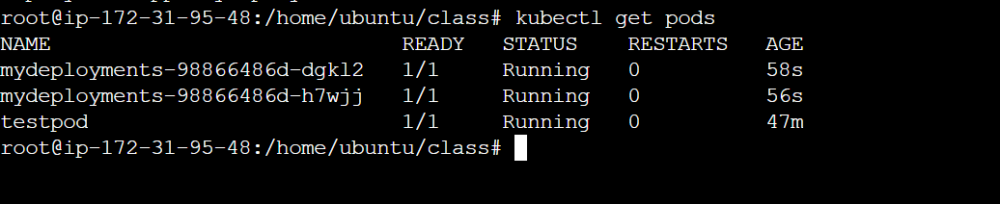 root@ip-172-31-95-48:/home/ubuntu/class# kubectl get pods
NAME                            READY   STATUS    RESTARTS   AGE
mydeployments-98866486d-dgkl2   1/1     Running   0          58s
mydeployments-98866486d-h7wjj   1/1     Running   0          56s
testpod                         1/1     Running   0          47m
root@ip-172-31-95-48:/home/ubuntu/class#